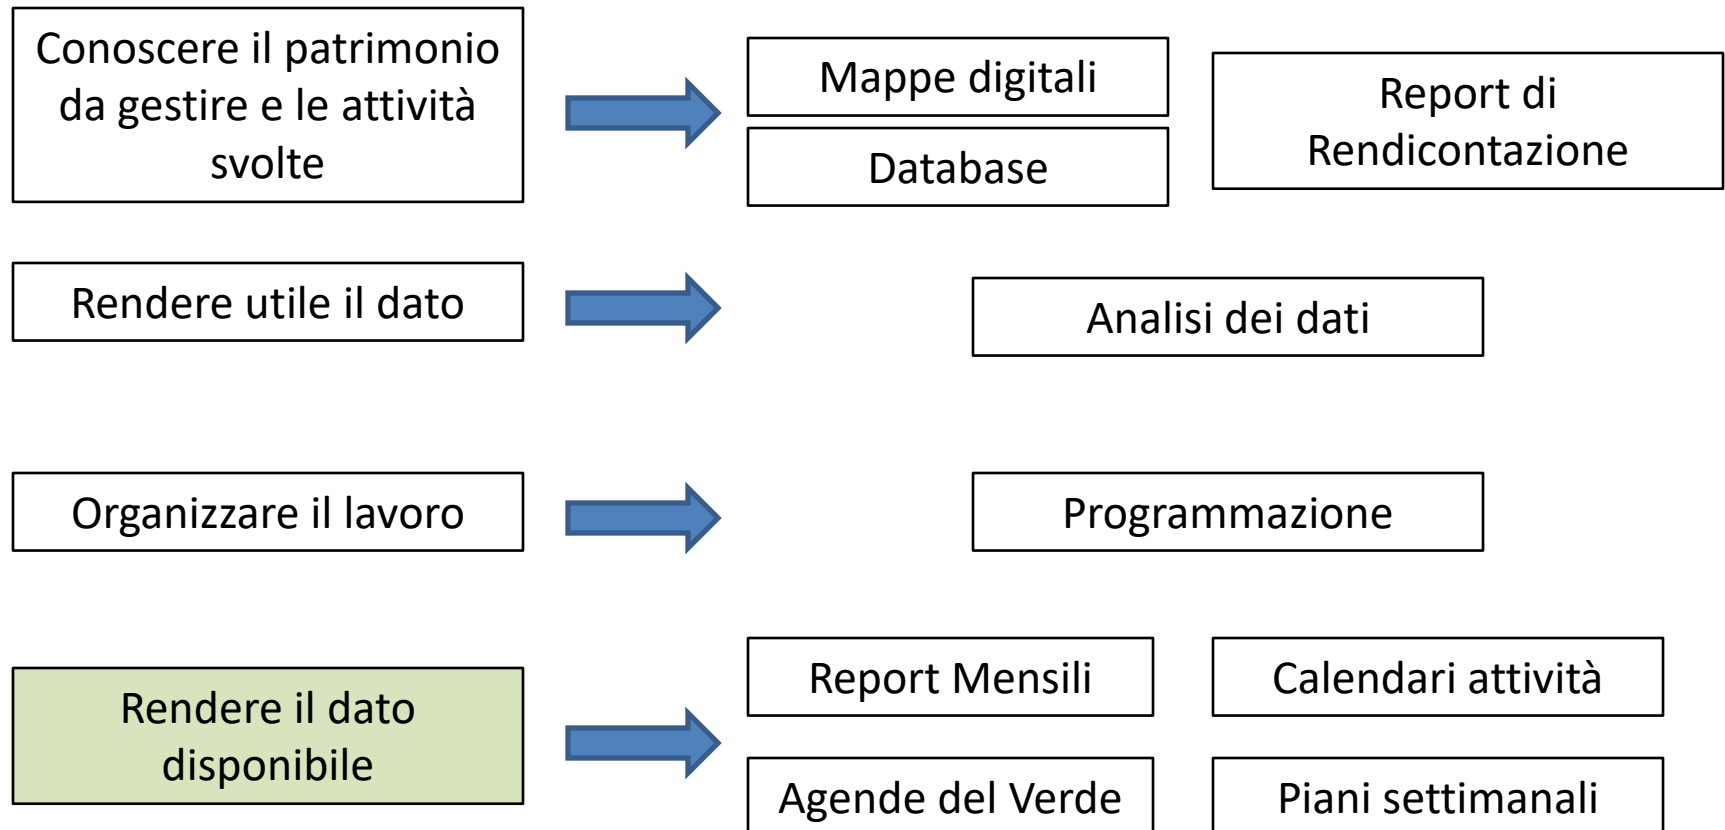 Conoscere il patrimonio
da gestire e le attività
svolte
Mappe digitali
Database
Report di
Rendicontazione
Rendere utile il dato
Analisi dei dati
Organizzare il lavoro
Programmazione
Rendere il dato
disponibile
Report Mensili
Calendari attività
Agende del Verde
Piani settimanali